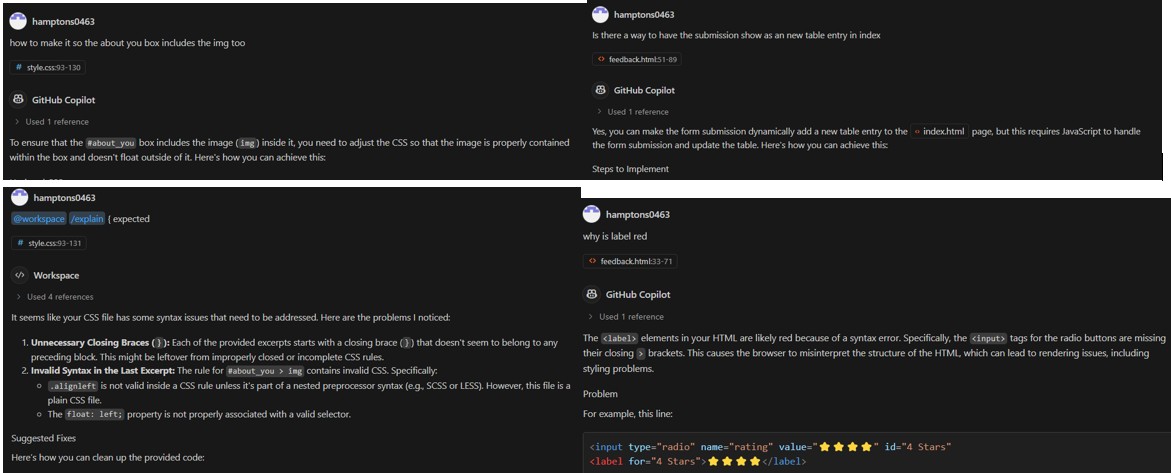 hamptons0463
how to make it so the about you box includes the img too
# style.css:93-130
GitHub Copilot
> Used 1 reference
To ensure that the #about_you box includes the image (img) inside it, you need to adjust the CSS so that the image is properly contained
within the box and doesn't float outside of it. Here's how you can achieve this:
hamptons0463
Is there a way to have the submission show as an new table entry in index
<> feedback.html:51-89
GitHub Copilot
> Used 1 reference
Yes, you can make the form submission dynamically add a new table entry to the <> index.html page, but this requires JavaScript to handle
the form submission and update the table. Here's how you can achieve this:
Steps to Implement
hamptons0463
@workspace /explain { expected
# style.css:93-131
Workspace
> Used 4 references
It seems like your CSS file has some syntax issues that need to be addressed. Here are the problems I noticed:
1. Unnecessary Closing Braces (}): Each of the provided excerpts starts with a closing brace (}) that doesn't seem to belong to any
preceding block. This might be leftover from improperly closed or incomplete CSS rules.
2. Invalid Syntax in the Last Excerpt: The rule for #about_you > img contains invalid CSS. Specifically:
○ .alignleft is not valid inside a CSS rule unless it's part of a nested preprocessor syntax (e.g., SCSS or LESS). However, this file is a
plain CSS file.
○ The float: left; property is not properly associated with a valid selector.
Suggested Fixes
Here's how you can clean up the provided code:
hamptons0463
why is label red
<> feedback.html:33-71
GitHub Copilot
> Used 1 reference
The <label> elements in your HTML are likely red because of a syntax error. Specifically, the <input> tags for the radio buttons are missing
their closing > brackets. This causes the browser to misinterpret the structure of the HTML, which can lead to rendering issues, including
styling problems.
Problem
For example, this line:
<input type="radio" name="rating" value="⭐⭐⭐⭐" id="4 Stars"
<label for="4 Stars">⭐⭐⭐⭐</label>